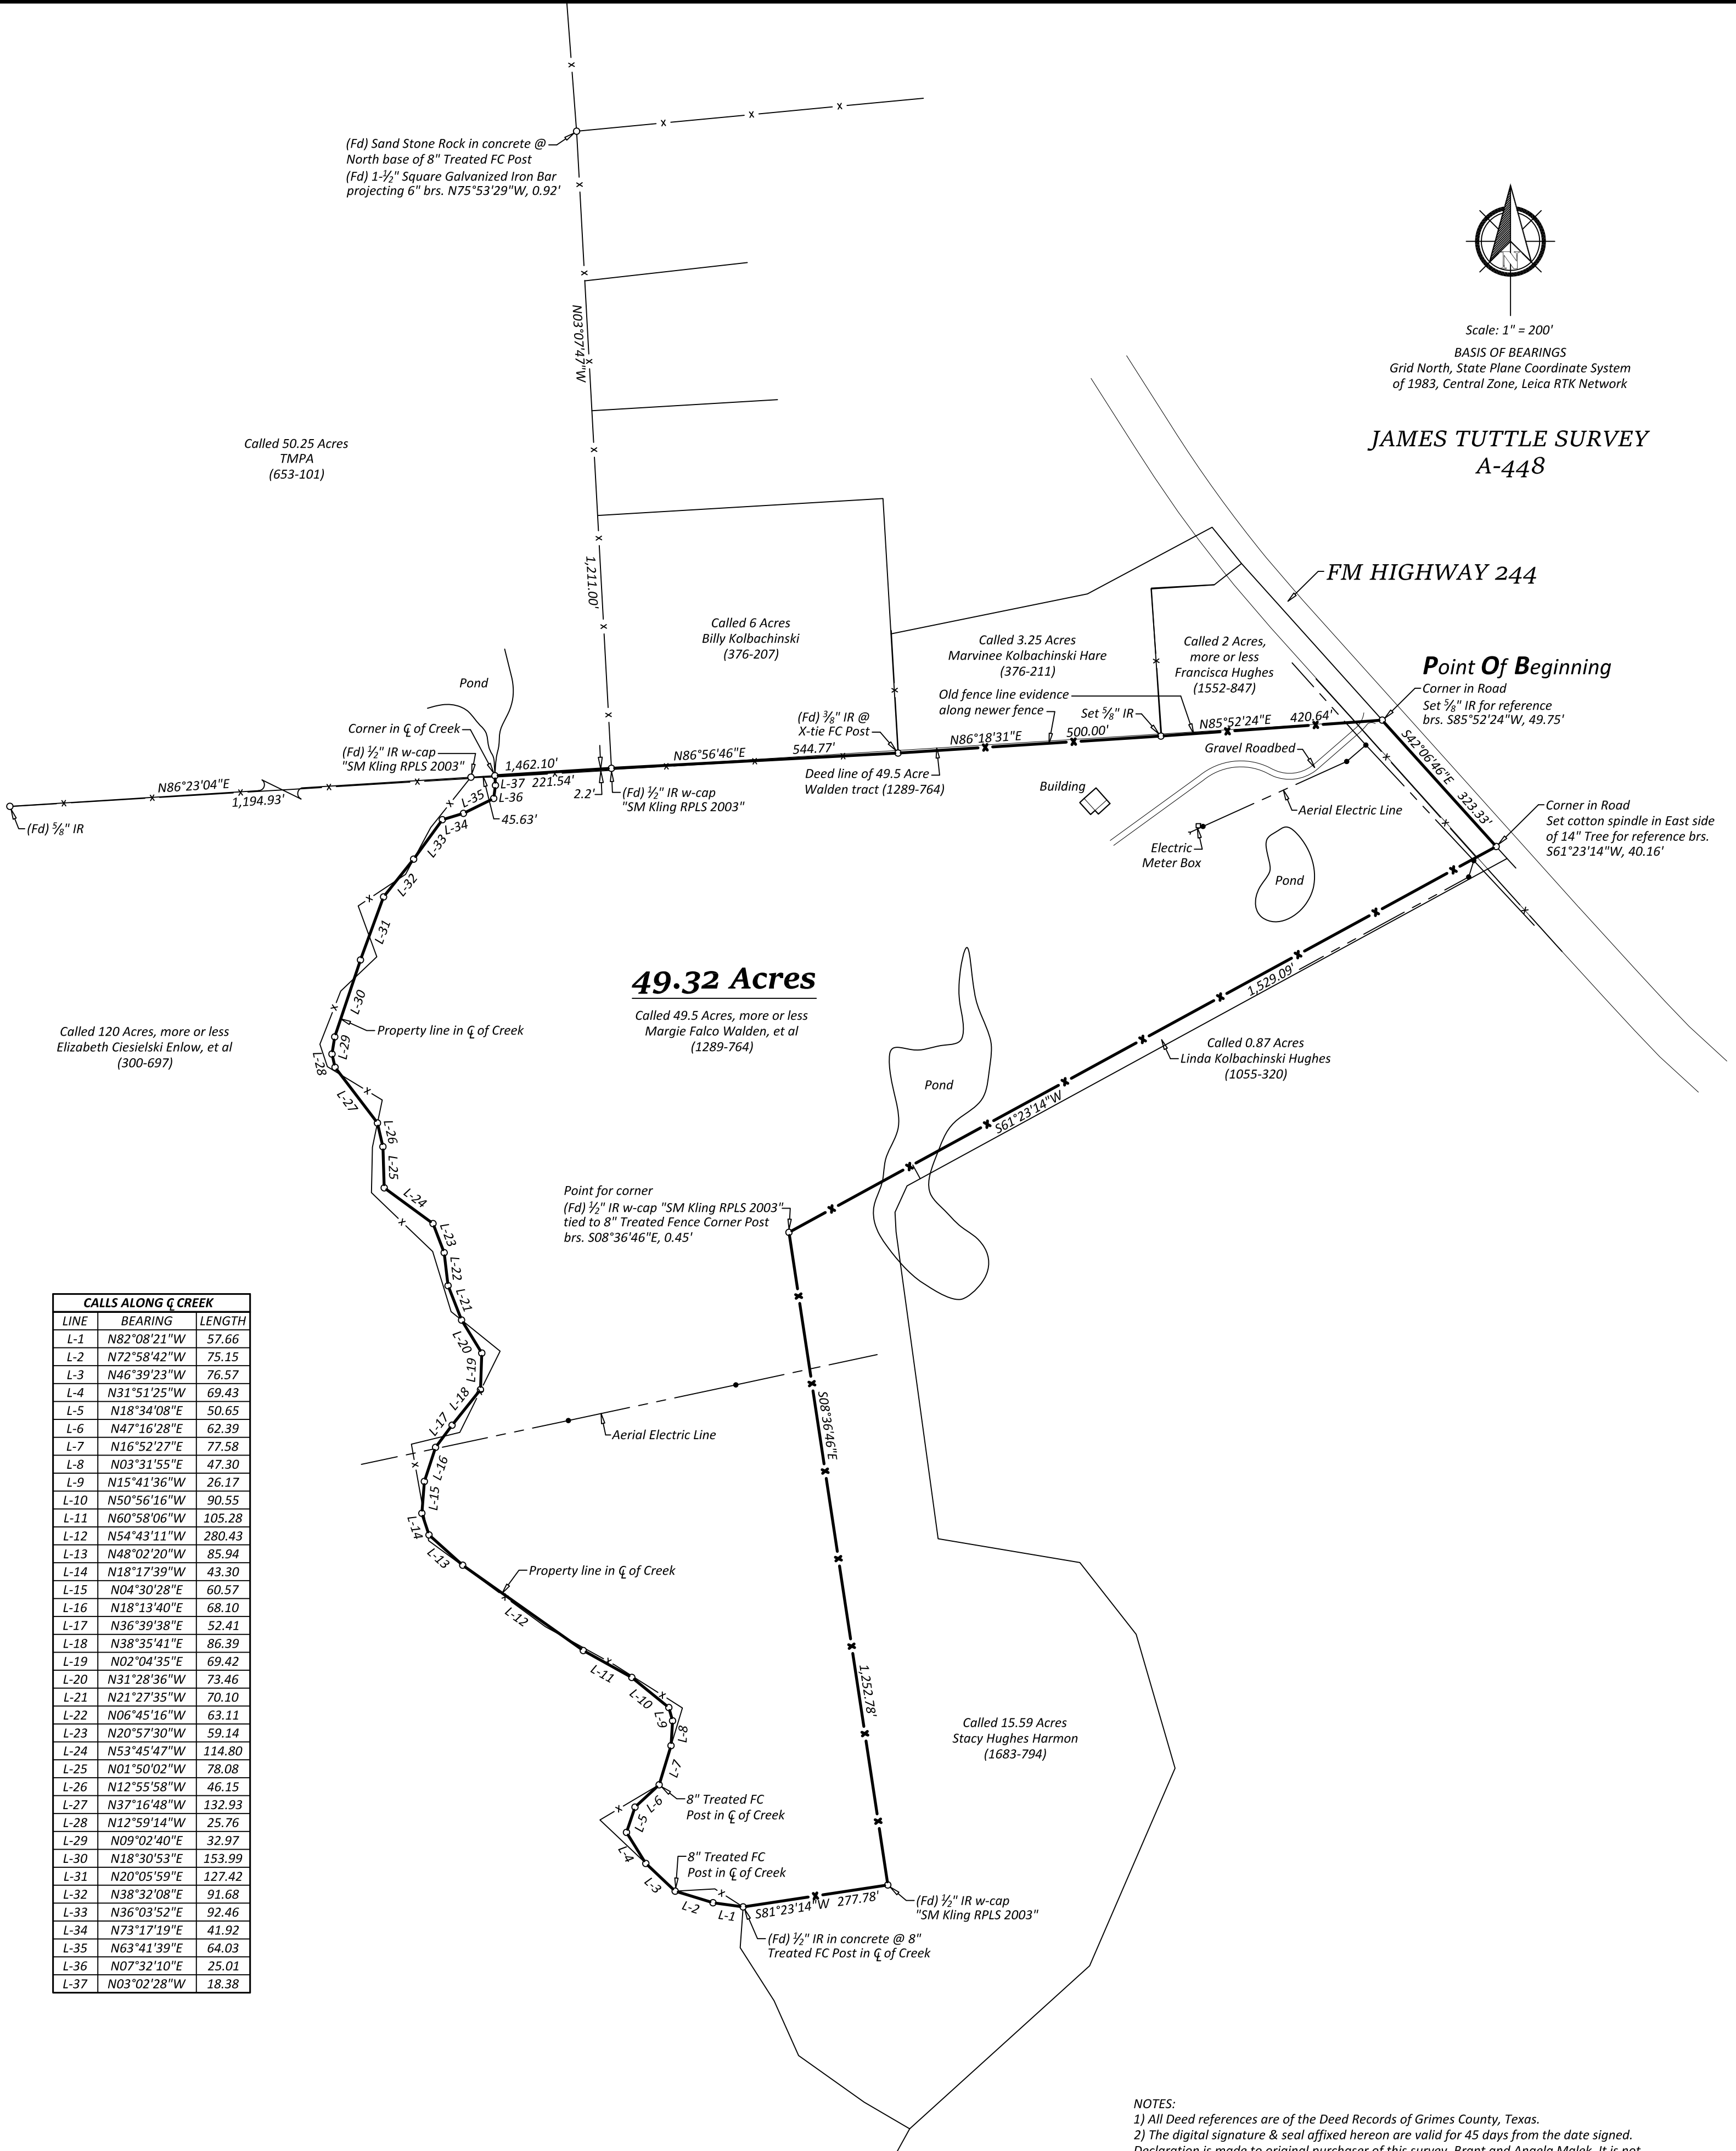 (Fd) Sand Stone Rock in concrete @
North base of 8" Treated FC Post
(Fd) 1-½" Square Galvanized Iron Bar
projecting 6" brs. N75°53'29"W, 0.92'
N
Scale: 1" = 200'
BASIS OF BEARINGS
Grid North, State Plane Coordinate System
of 1983, Central Zone, Leica RTK Network
JAMES TUTTLE SURVEY
A-448
N03°07'47"W
1,211.00'
Called 50.25 Acres
TMPA
(653-101)
FM HIGHWAY 244
Called 6 Acres
Billy Kolbachinski
(376-207)
Called 3.25 Acres
Marvinee Kolbachinski Hare
(376-211)
Called 2 Acres,
more or less
Francisca Hughes
(1552-847)
Point Of Beginning
Corner in Road
Set ⅝" IR for reference
brs. S85°52'24"W, 49.75'
Pond
Corner in ℄ of Creek
(Fd) ½" IR w-cap
"SM Kling RPLS 2003"
Old fence line evidence
along newer fence
(Fd) ⅜" IR @
X-tie FC Post
Set ⅝" IR
N85°52'24"E 420.64'
N86°18'31"E 500.00'
N86°56'46"E 544.77'
1,462.10'
221.54'
2.2'
45.63'
N86°23'04"E
1,194.93'
(Fd) ⅝" IR
(Fd) ½" IR w-cap
"SM Kling RPLS 2003"
Deed line of 49.5 Acre
Walden tract (1289-764)
Gravel Roadbed
Building
Aerial Electric Line
Electric
Meter Box
Pond
S42°06'46"E 323.33'
Corner in Road
Set cotton spindle in East side
of 14" Tree for reference brs.
S61°23'14"W, 40.16'
L-37
L-36
L-35
L-34
L-33
L-32
L-31
L-30
L-29
L-28
L-27
L-26
L-25
L-24
L-23
L-22
L-21
L-20
L-19
L-18
L-17
L-16
L-15
L-14
L-13
L-12
L-11
L-10
L-9
L-8
L-7
L-6
L-5
L-4
L-3
L-2
L-1
49.32 Acres
Called 49.5 Acres, more or less
Margie Falco Walden, et al
(1289-764)
Property line in ℄ of Creek
Called 120 Acres, more or less
Elizabeth Ciesielski Enlow, et al
(300-697)
1,529.09'
S61°23'14"W
Called 0.87 Acres
Linda Kolbachinski Hughes
(1055-320)
Pond
Point for corner
(Fd) ½" IR w-cap "SM Kling RPLS 2003"
tied to 8" Treated Fence Corner Post
brs. S08°36'46"E, 0.45'
S08°36'46"E
1,252.78'
Aerial Electric Line
Property line in ℄ of Creek
Called 15.59 Acres
Stacy Hughes Harmon
(1683-794)
8" Treated FC
Post in ℄ of Creek
8" Treated FC
Post in ℄ of Creek
S81°23'14"W 277.78'
(Fd) ½" IR w-cap
"SM Kling RPLS 2003"
(Fd) ½" IR in concrete @ 8"
Treated FC Post in ℄ of Creek
CALLS ALONG ℄ CREEK
LINE BEARING LENGTH
L-1 N82°08'21"W 57.66
L-2 N72°58'42"W 75.15
L-3 N46°39'23"W 76.57
L-4 N31°51'25"W 69.43
L-5 N18°34'08"E 50.65
L-6 N47°16'28"E 62.39
L-7 N16°52'27"E 77.58
L-8 N03°31'55"E 47.30
L-9 N15°41'36"W 26.17
L-10 N50°56'16"W 90.55
L-11 N60°58'06"W 105.28
L-12 N54°43'11"W 280.43
L-13 N48°02'20"W 85.94
L-14 N18°17'39"W 43.30
L-15 N04°30'28"E 60.57
L-16 N18°13'40"E 68.10
L-17 N36°39'38"E 52.41
L-18 N38°35'41"E 86.39
L-19 N02°04'35"E 69.42
L-20 N31°28'36"W 73.46
L-21 N21°27'35"W 70.10
L-22 N06°45'16"W 63.11
L-23 N20°57'30"W 59.14
L-24 N53°45'47"W 114.80
L-25 N01°50'02"W 78.08
L-26 N12°55'58"W 46.15
L-27 N37°16'48"W 132.93
L-28 N12°59'14"W 25.76
L-29 N09°02'40"E 32.97
L-30 N18°30'53"E 153.99
L-31 N20°05'59"E 127.42
L-32 N38°32'08"E 91.68
L-33 N36°03'52"E 92.46
L-34 N73°17'19"E 41.92
L-35 N63°41'39"E 64.03
L-36 N07°32'10"E 25.01
L-37 N03°02'28"W 18.38
NOTES:
1) All Deed references are of the Deed Records of Grimes County, Texas.
2) The digital signature & seal affixed hereon are valid for 45 days from the date signed.
Declaration is made to original purchaser of this survey, Brant and Angela Malek. It is not